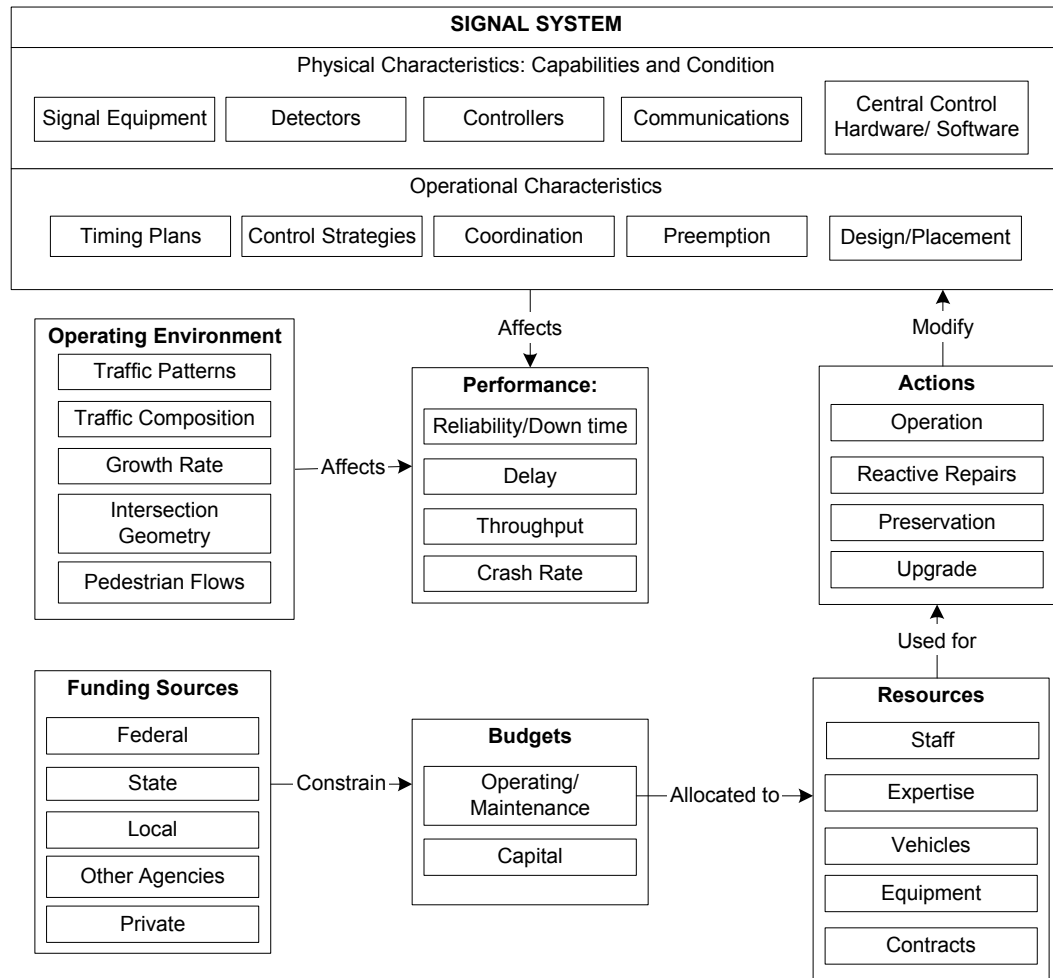 SIGNAL SYSTEM
Physical Characteristics: Capabilities and Condition
Signal Equipment
Detectors
Controllers
Communications
Central Control
Hardware/ Software
Operational Characteristics
Timing Plans
Control Strategies
Coordination
Preemption
Design/Placement
Affects
Modify
Operating Environment
Traffic Patterns
Traffic Composition
Growth Rate
Intersection
Geometry
Pedestrian Flows
Affects
Performance:
Reliability/Down time
Delay
Throughput
Crash Rate
Actions
Operation
Reactive Repairs
Preservation
Upgrade
Used for
Funding Sources
Federal
State
Local
Other Agencies
Private
Constrain
Budgets
Operating/
Maintenance
Capital
Allocated to
Resources
Staff
Expertise
Vehicles
Equipment
Contracts